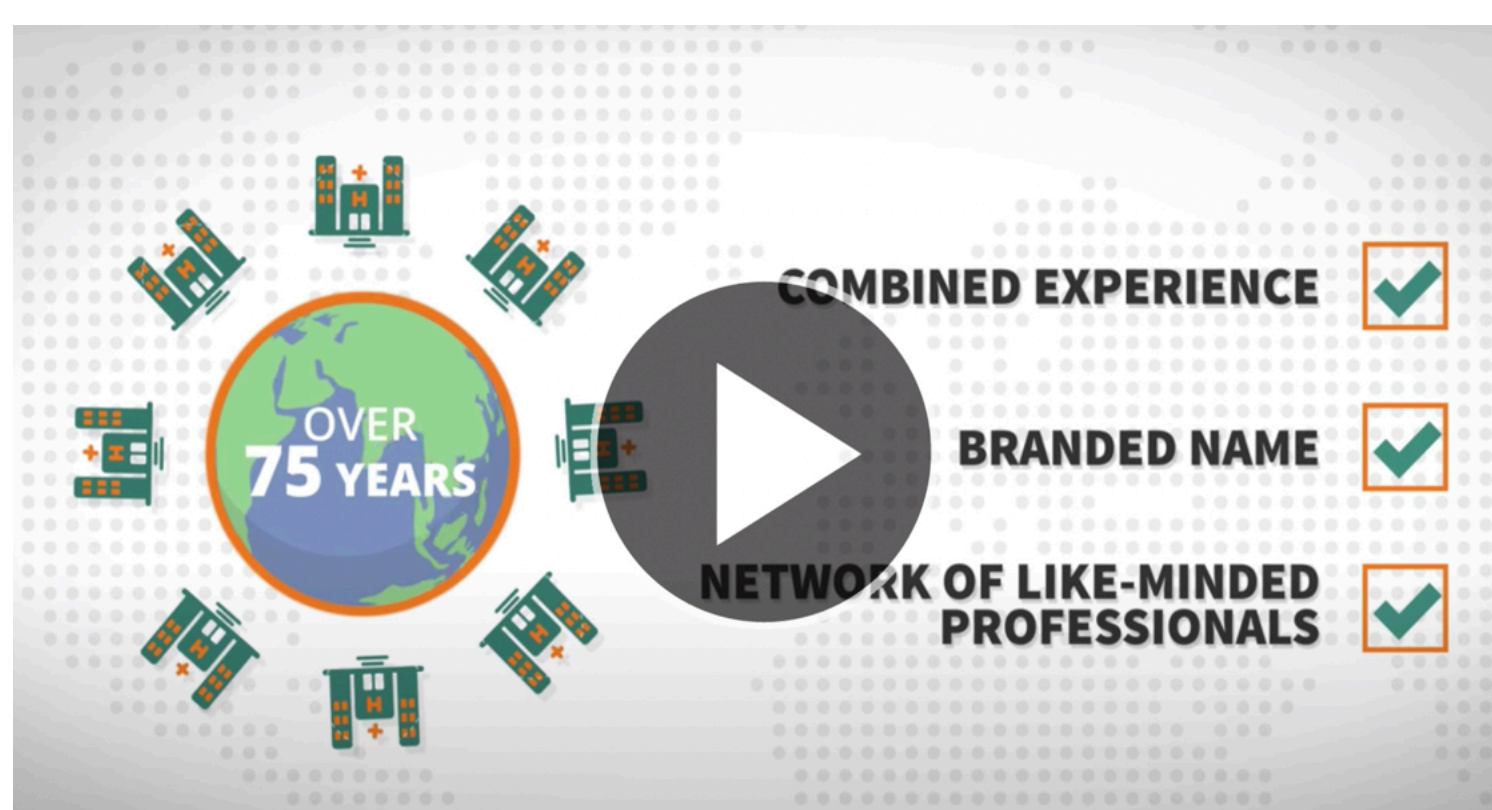 OVER
75 YEARS
COMBINED EXPERIENCE
BRANDED NAME
NETWORK OF LIKE-MINDED
PROFESSIONALS
H
H
H
H
H
H
H
H